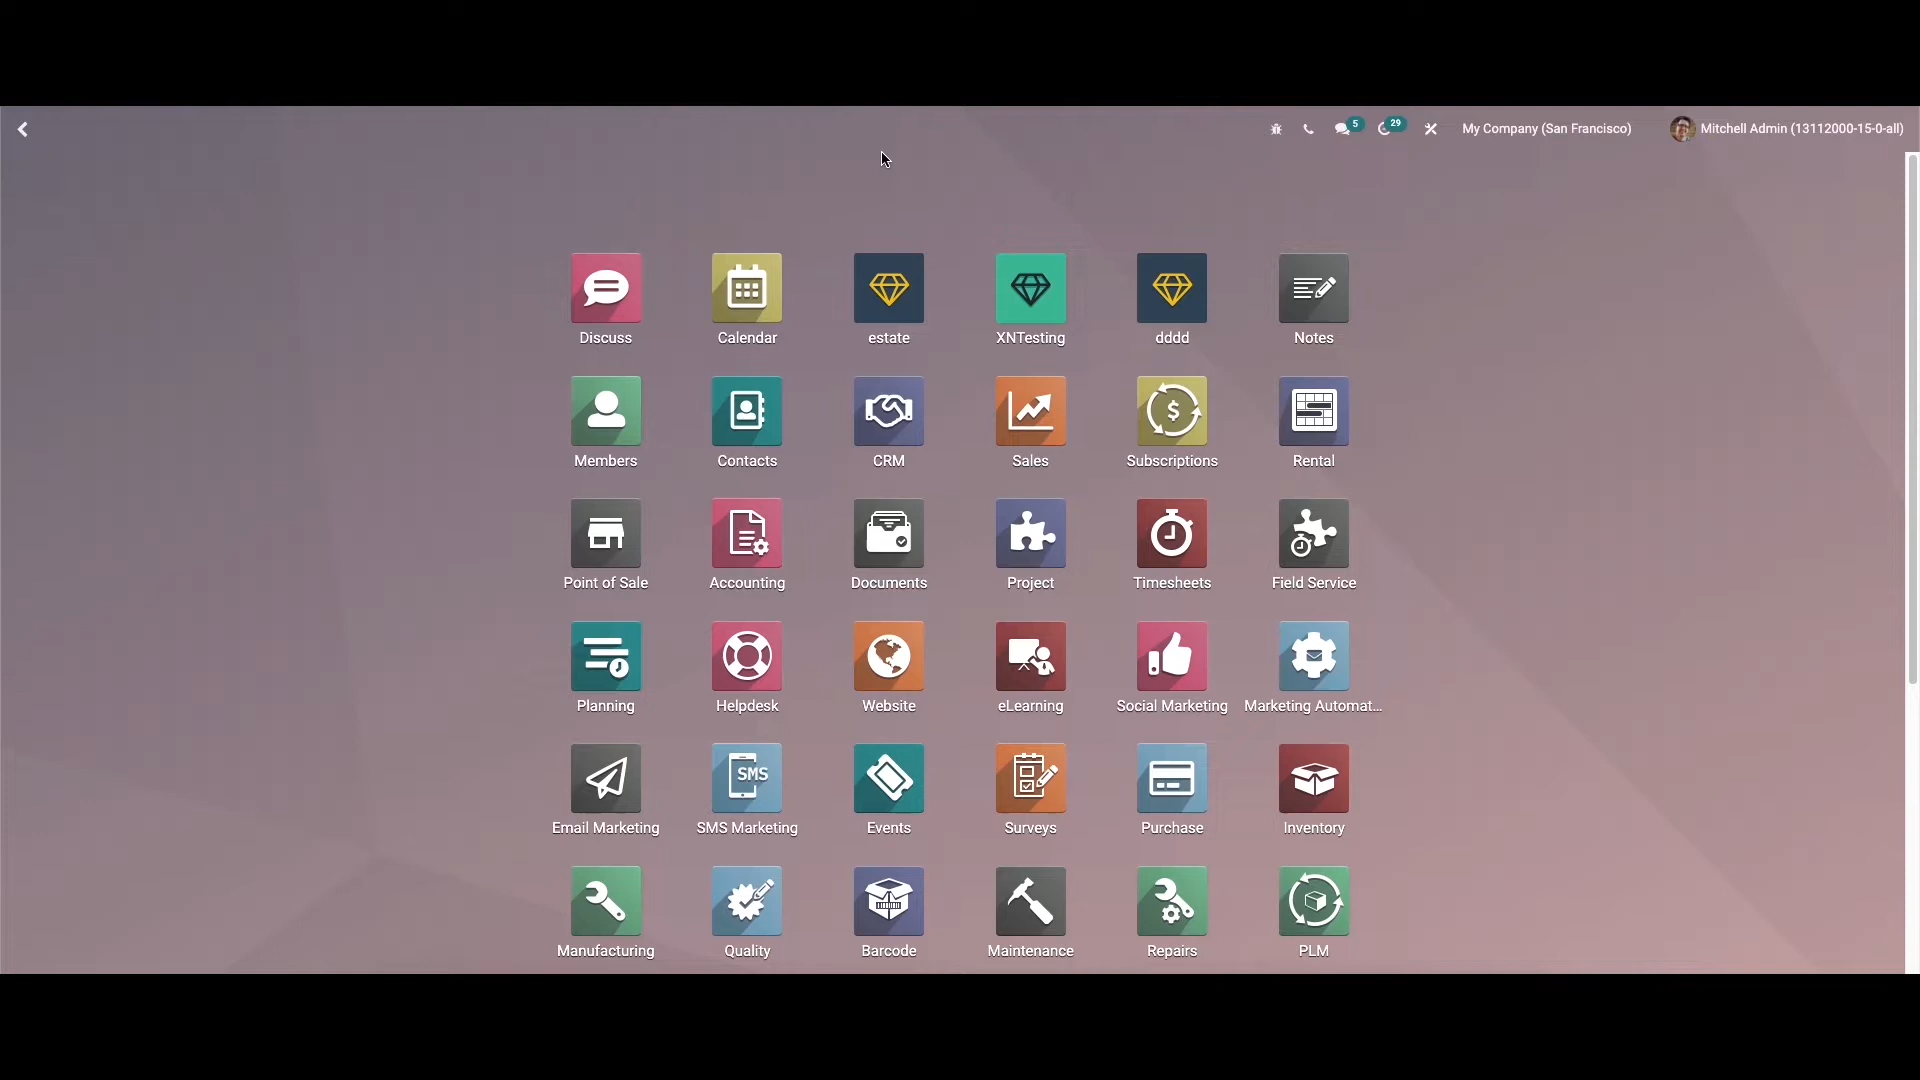 5 29 My Company (San Francisco) Mitchell Admin (13112000-15-0-all)
Discuss Calendar estate XNTesting dddd Notes
$
Members Contacts CRM Sales Subscriptions Rental
Point of Sale Accounting Documents Project Timesheets Field Service
Planning Helpdesk Website eLearning Social Marketing Marketing Automat...
SMS
Email Marketing SMS Marketing Events Surveys Purchase Inventory
Manufacturing Quality Barcode Maintenance Repairs PLM